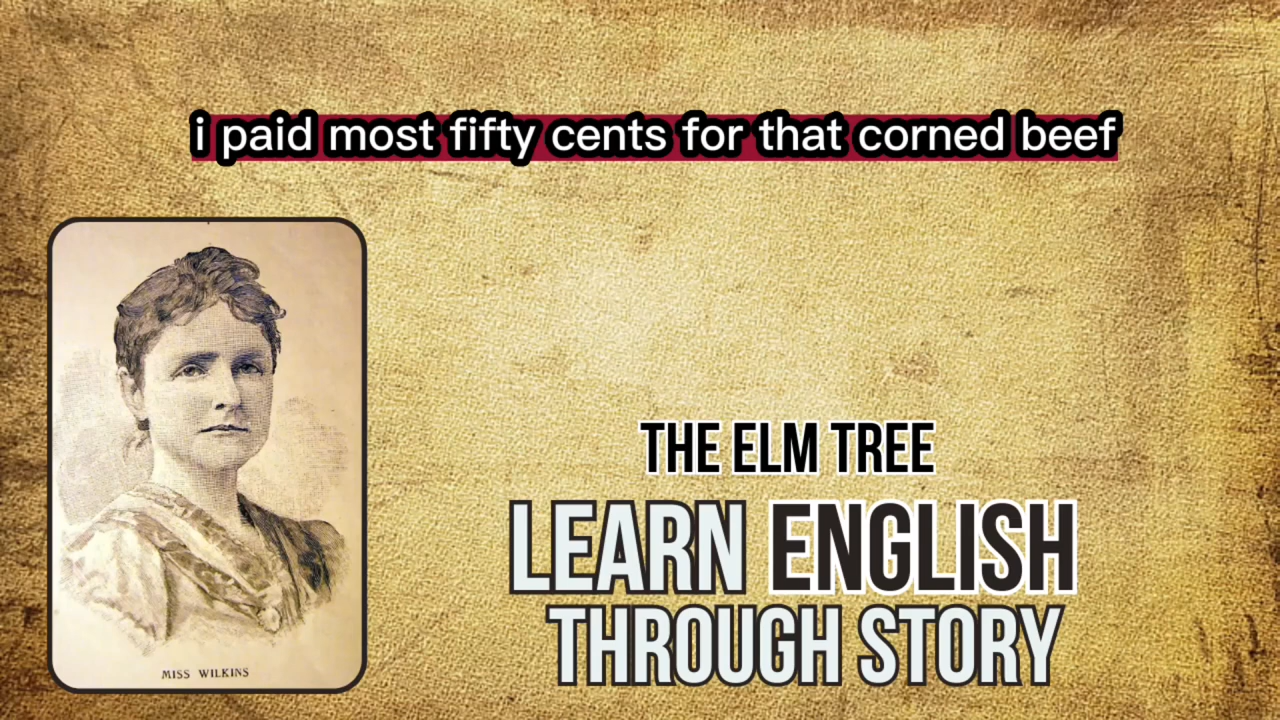 i paid most fifty cents for that corned beef
THE ELM TREE
LEARN ENGLISH
THROUGH STORY
MISS WILKINS